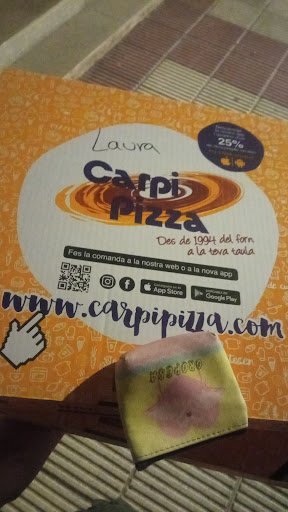 Laura
25%
Carpi
Pizza
Des de 1994 del forn
a la teva taula
Fes la comanda a la nostra web o a la nova app
App Store
Google Play
www.carpipizza.com